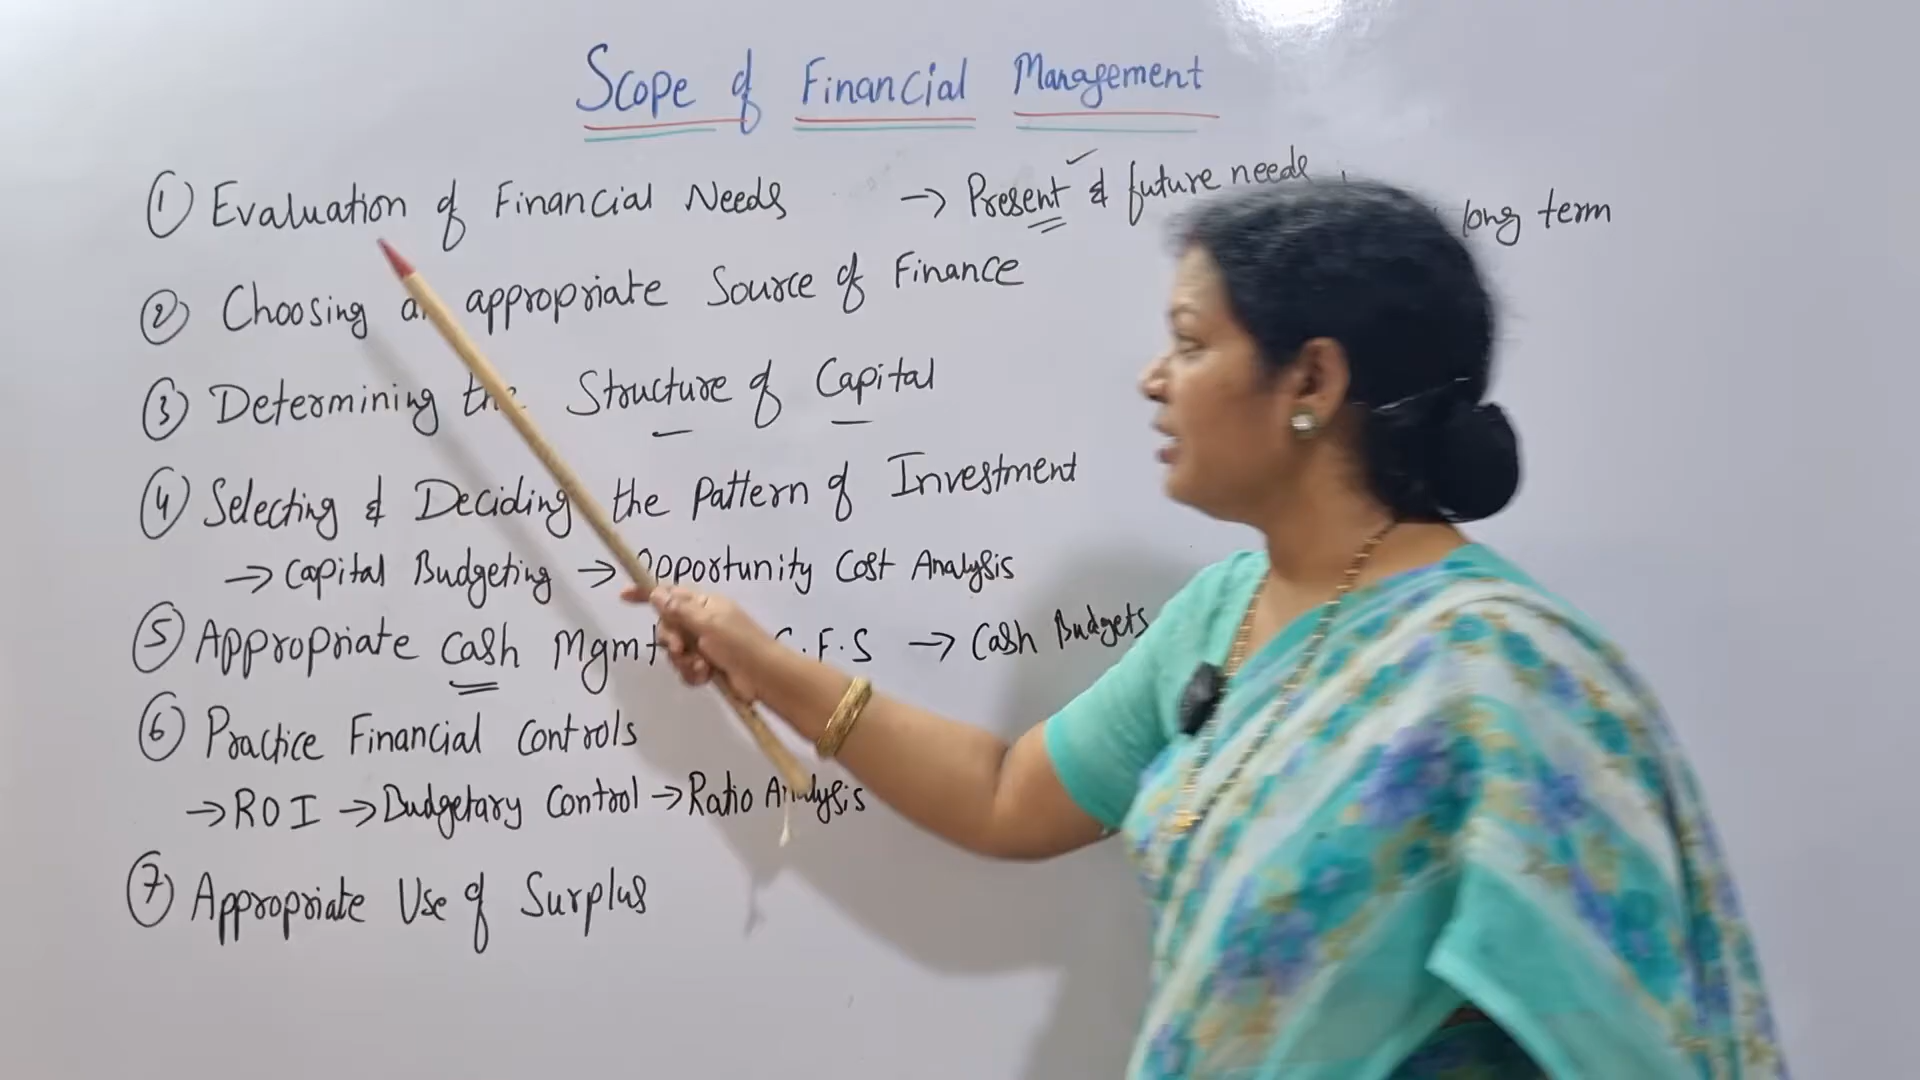 Scope of Financial Management
① Evaluation of Financial Needs → Present & future needs
long term
② Choosing appropriate Source of Finance
③ Determining the Structure of Capital
④ Selecting & Deciding the Pattern of Investment
→ Capital Budgeting → Opportunity Cost Analysis
⑤ Appropriate Cash Mgmt C.F.S → Cash Budgets
⑥ Practice Financial Controls
→ ROI → Budgetary Control → Ratio Analysis
⑦ Appropriate Use of Surplus